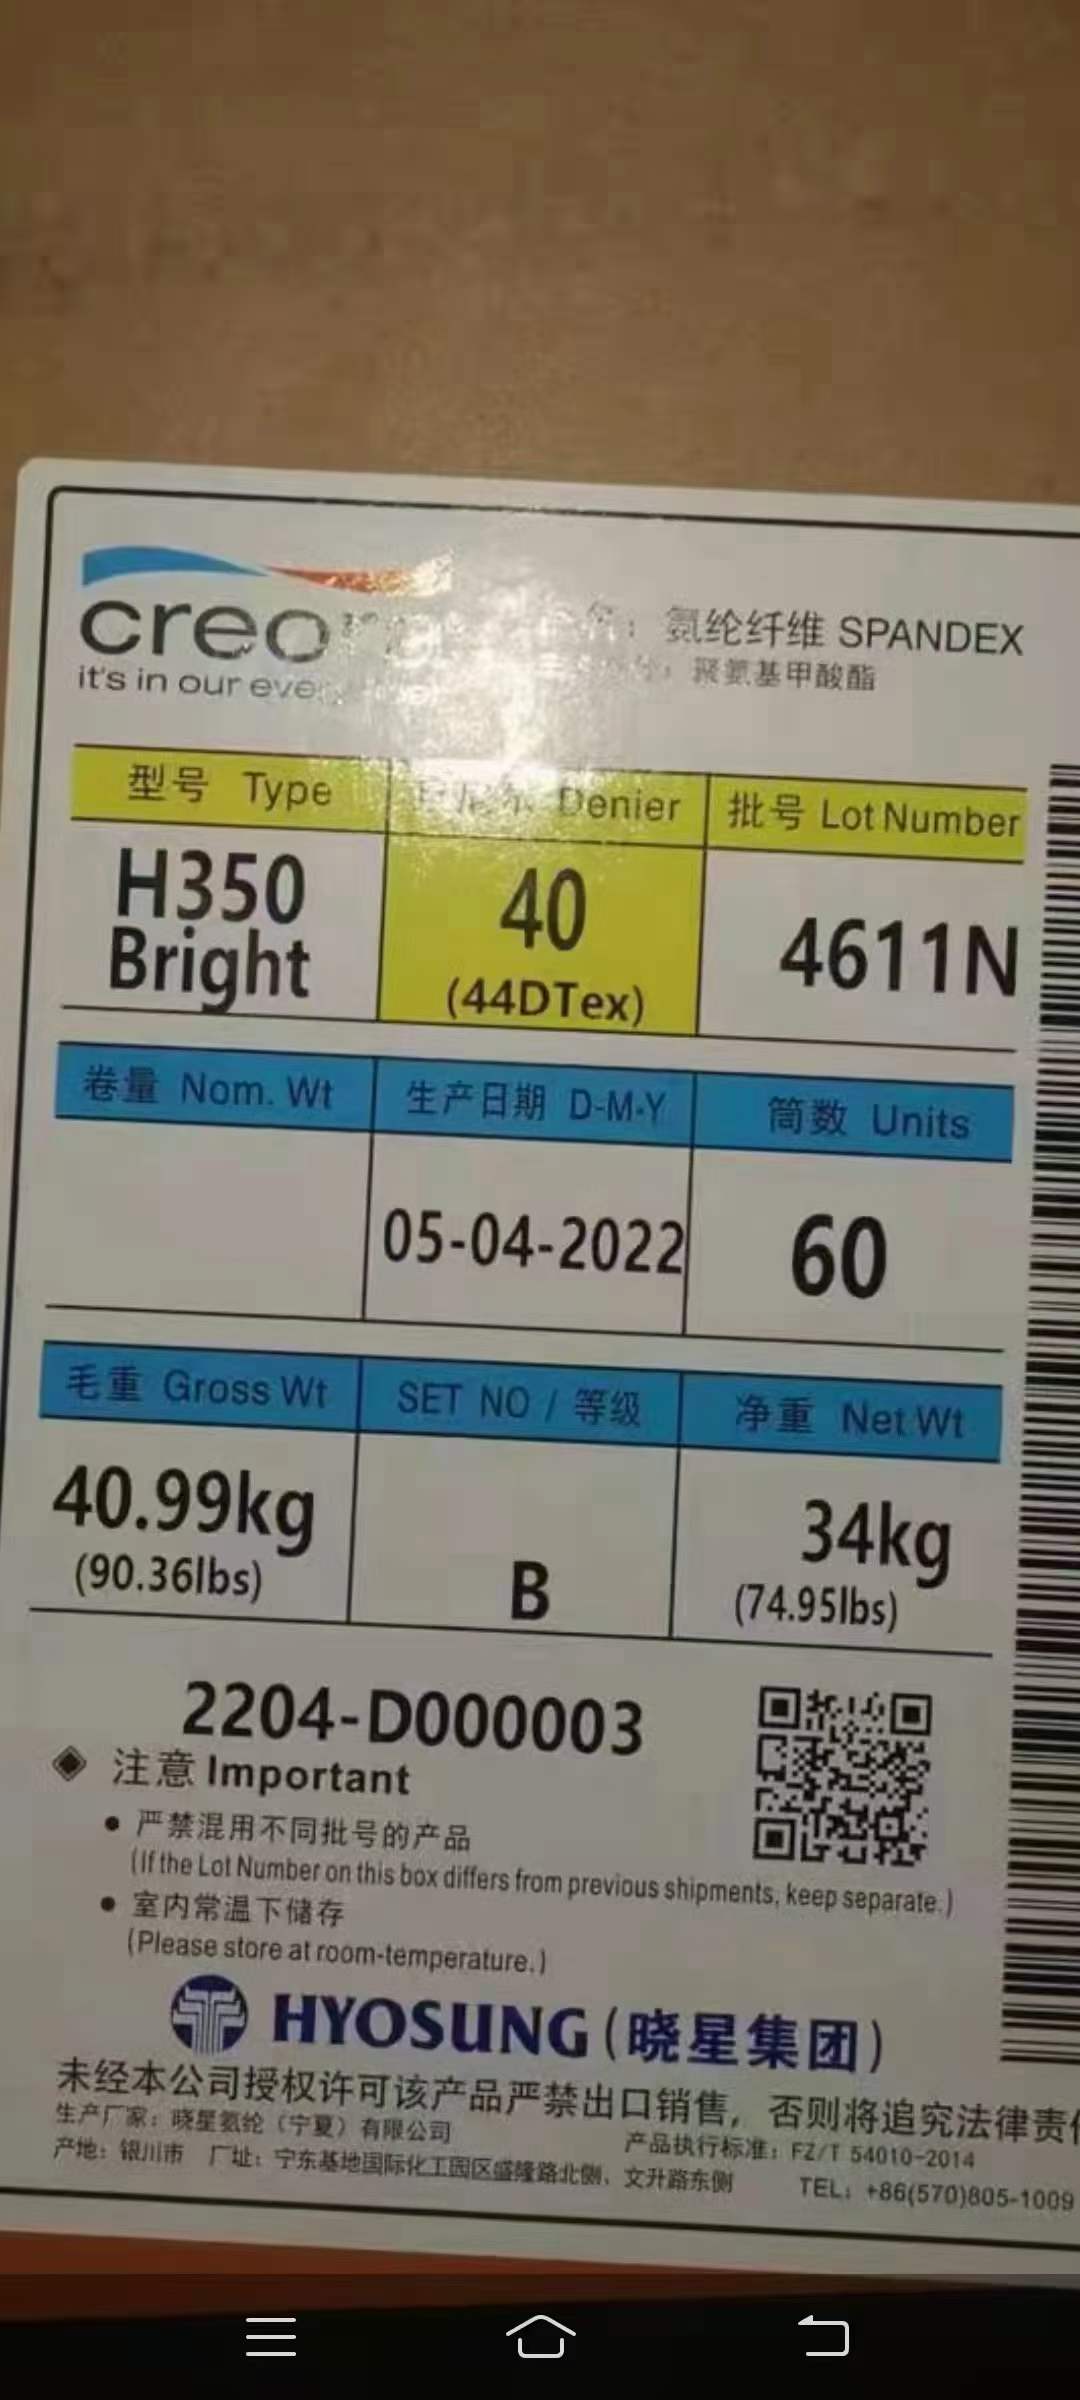 creo
it's in our
氨纶纤维 SPANDEX
聚氨基甲酸酯
型号 Type
Denier
批号 Lot Number
H350
Bright
40
(44DTex)
4611N
卷量 Nom. Wt
生产日期 D-M-Y
筒数 Units
05-04-2022
60
毛重 Gross Wt
SET NO / 等级
净重 Net Wt
40.99kg
(90.36lbs)
B
34kg
(74.95lbs)
2204-D000003
注意 Important
• 严禁混用不同批号的产品
(If the Lot Number on this box differs from previous shipments, keep separate.)
• 室内常温下储存
(Please store at room-temperature.)
HYOSUNG (晓星集团)
未经本公司授权许可该产品严禁出口销售，否则将追究法律责
生产厂家：晓星氨纶（宁夏）有限公司
产品执行标准：FZ/T 54010-2014
产地：银川市 厂址：宁东基地国际化工园区盛隆路北侧、文升路东侧
TEL：+86(570)805-1009